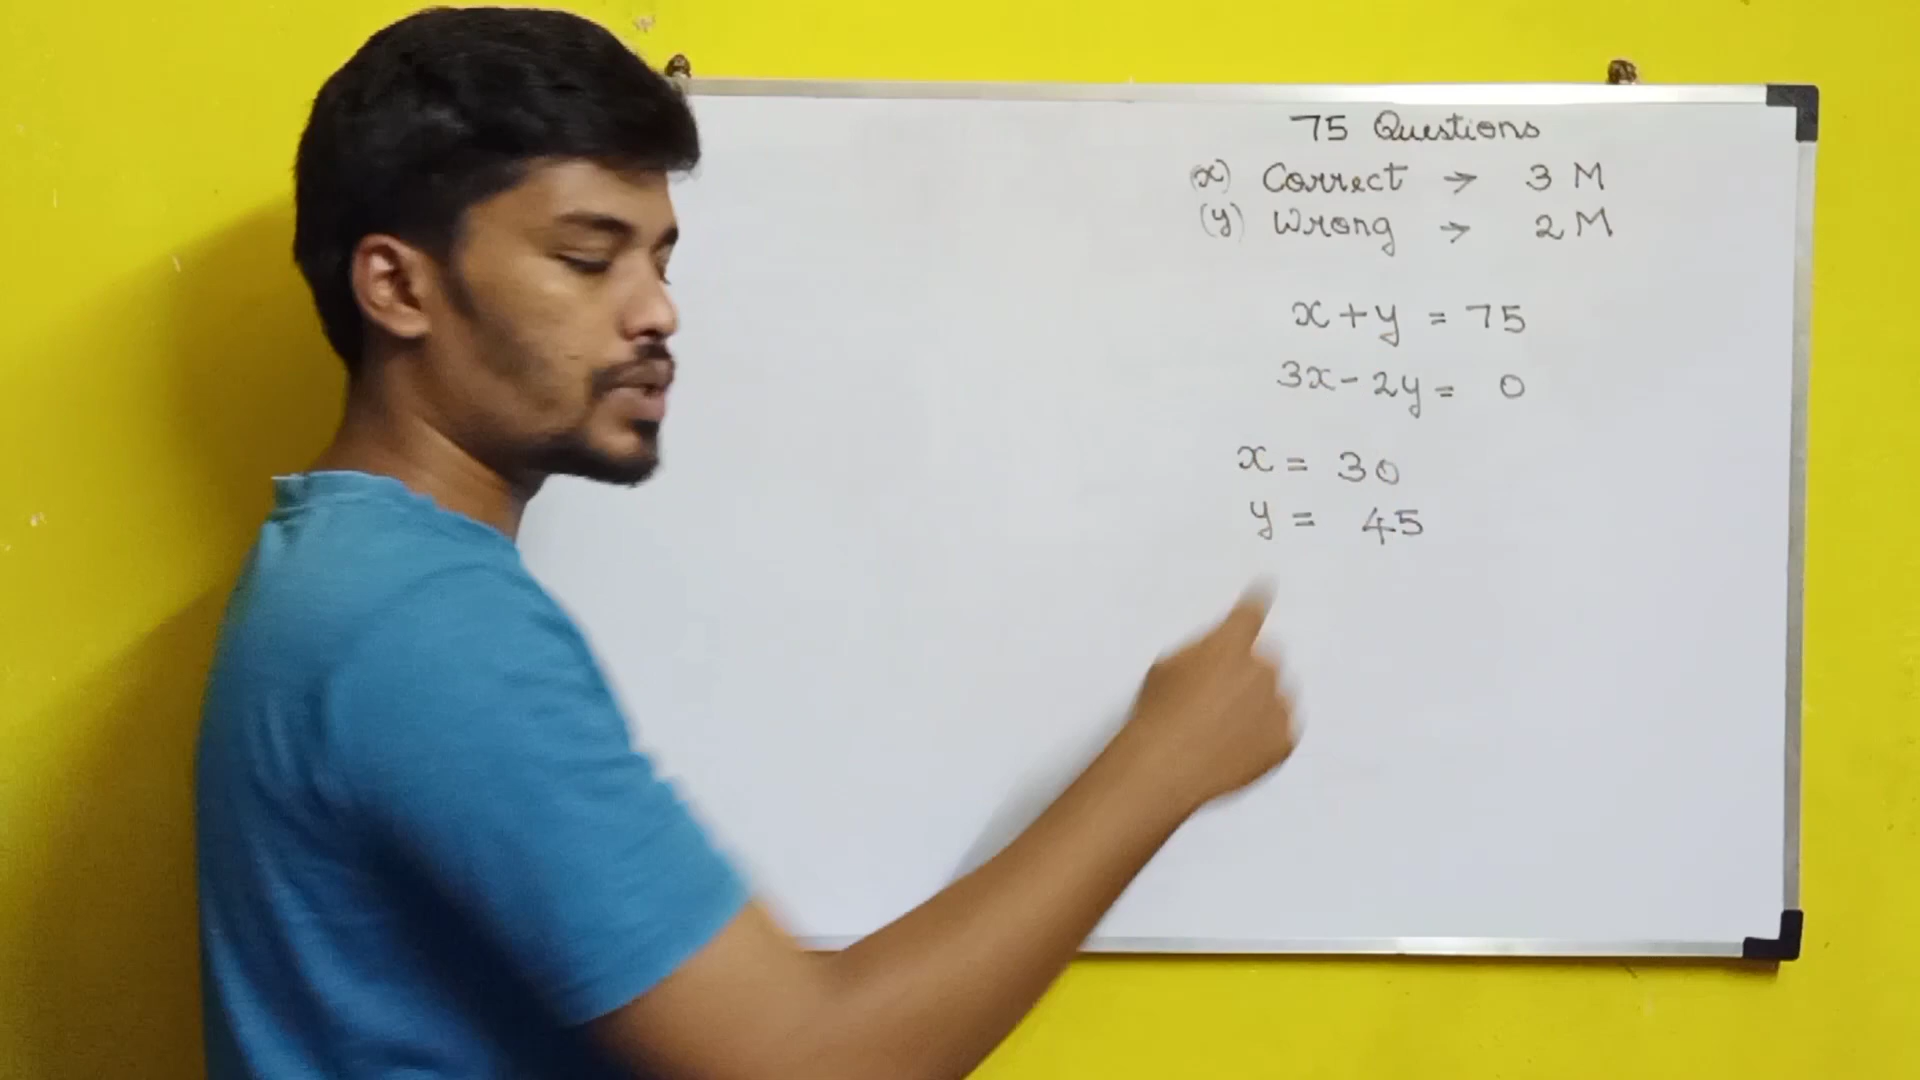 75 Questions
(x) Correct → 3 M
(y) Wrong → 2 M
x + y = 75
3x - 2y = 0
x = 30
y = 45